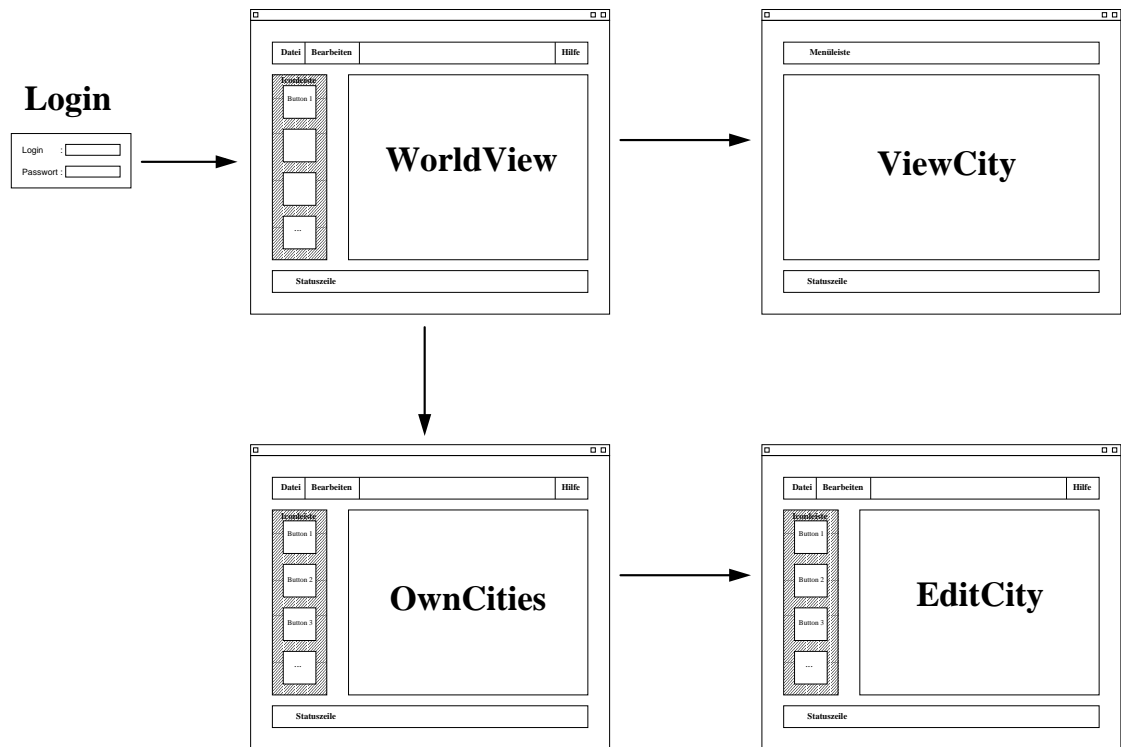 Login
Login :
Passwort :
Datei Bearbeiten Hilfe
Iconleiste
Button 1
...
WorldView
Statuszeile
Menüleiste
ViewCity
Statuszeile
Datei Bearbeiten Hilfe
Iconleiste
Button 1
Button 2
Button 3
...
OwnCities
Statuszeile
Datei Bearbeiten Hilfe
Iconleiste
Button 1
Button 2
Button 3
...
EditCity
Statuszeile